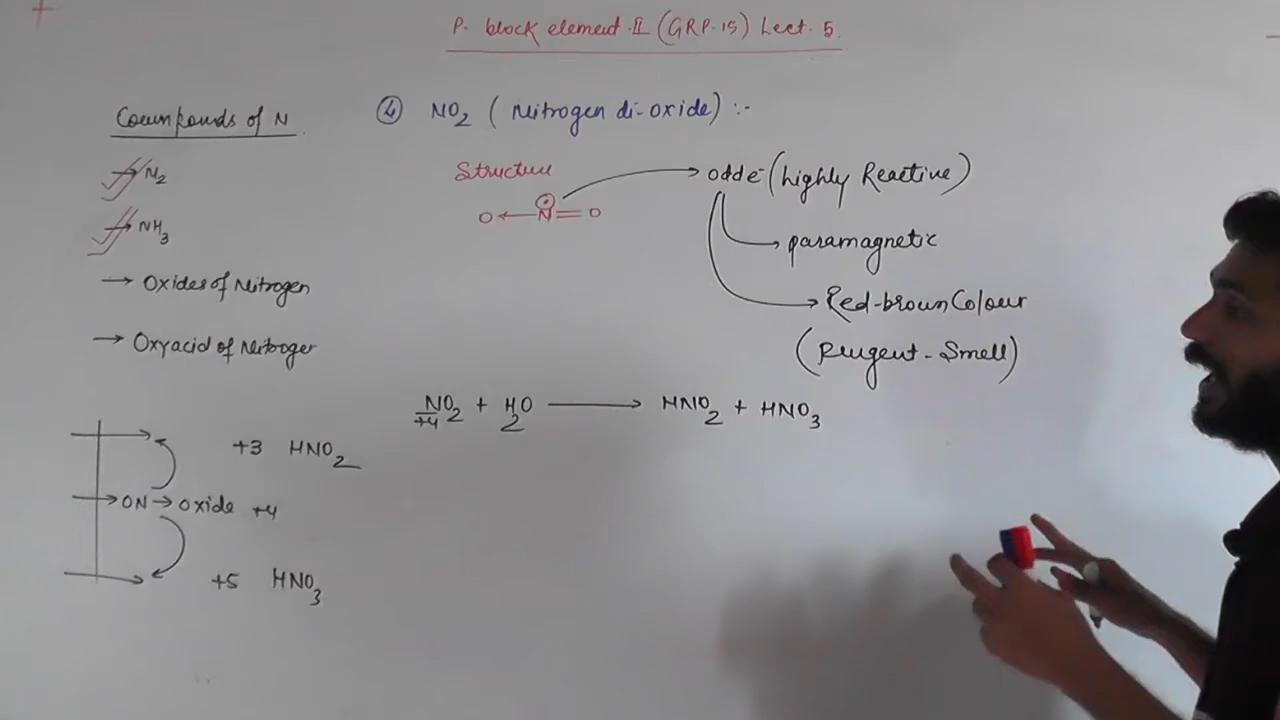 P- block element-II (GRP-15) Lect. 5.
Compounds of N
N2
NH3
→ Oxides of Nitrogen
→ Oxyacid of Nitrogen
④ NO2 (Nitrogen di-oxide) :-
Structure
O ← N = O
odd e- (highly Reactive)
paramagnetic
Red-brown Colour
(Pungent-Smell)
NO2 + H2O → HNO2 + HNO3
+4
+3 HNO2
ON → oxide +4
+5 HNO3